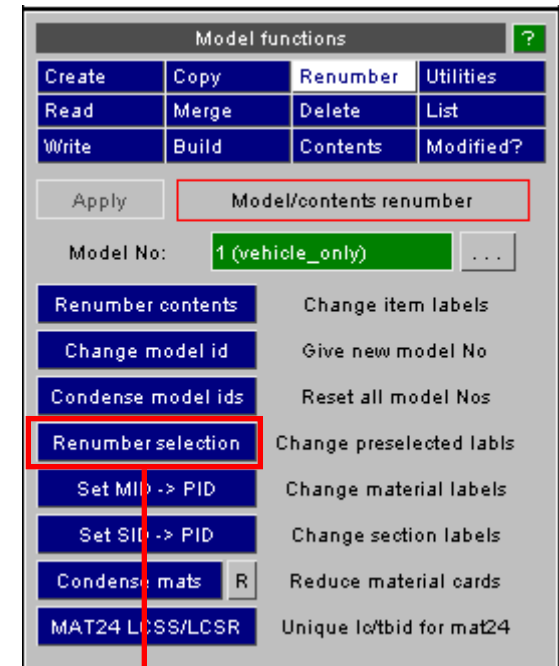 Model functions ?
Create Copy Renumber Utilities
Read Merge Delete List
Write Build Contents Modified?
Apply Model/contents renumber
Model No: 1 (vehicle_only) ...
Renumber contents Change item labels
Change model id Give new model No
Condense model ids Reset all model Nos
Renumber selection Change preselected labls
Set MID -> PID Change material labels
Set SID -> PID Change section labels
Condense mats R Reduce material cards
MAT24 LCSS/LCSR Unique lc/tbid for mat24